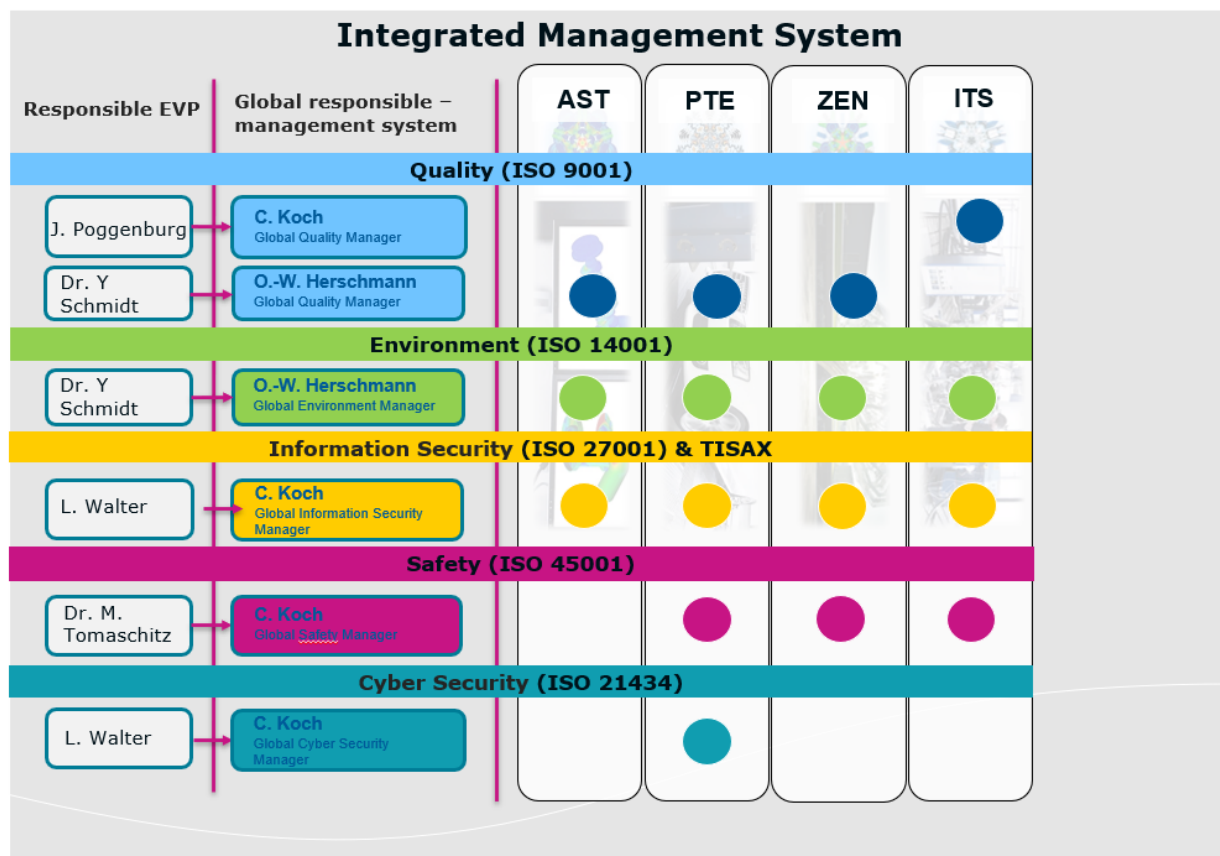 Integrated Management System
Responsible EVP
Global responsible –
management system
AST
PTE
ZEN
ITS
Quality (ISO 9001)
J. Poggenburg
C. Koch
Global Quality Manager
Dr. Y
Schmidt
O.-W. Herschmann
Global Quality Manager
Environment (ISO 14001)
Dr. Y
Schmidt
O.-W. Herschmann
Global Environment Manager
Information Security (ISO 27001) & TISAX
L. Walter
C. Koch
Global Information Security
Manager
Safety (ISO 45001)
Dr. M.
Tomaschitz
C. Koch
Global Safety Manager
Cyber Security (ISO 21434)
L. Walter
C. Koch
Global Cyber Security
Manager